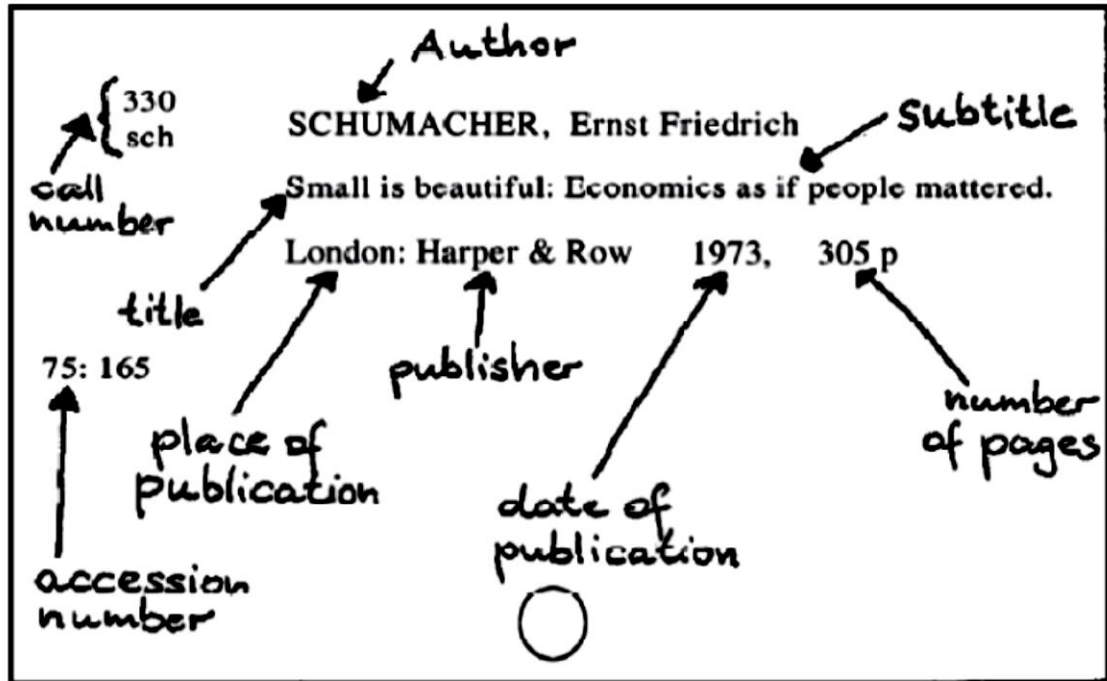 Author
330
sch
SCHUMACHER, Ernst Friedrich
subtitle
call
number
Small is beautiful: Economics as if people mattered.
London: Harper & Row 1973, 305 p
title
75: 165
publisher
number
of pages
place of
publication
date of
publication
accession
number